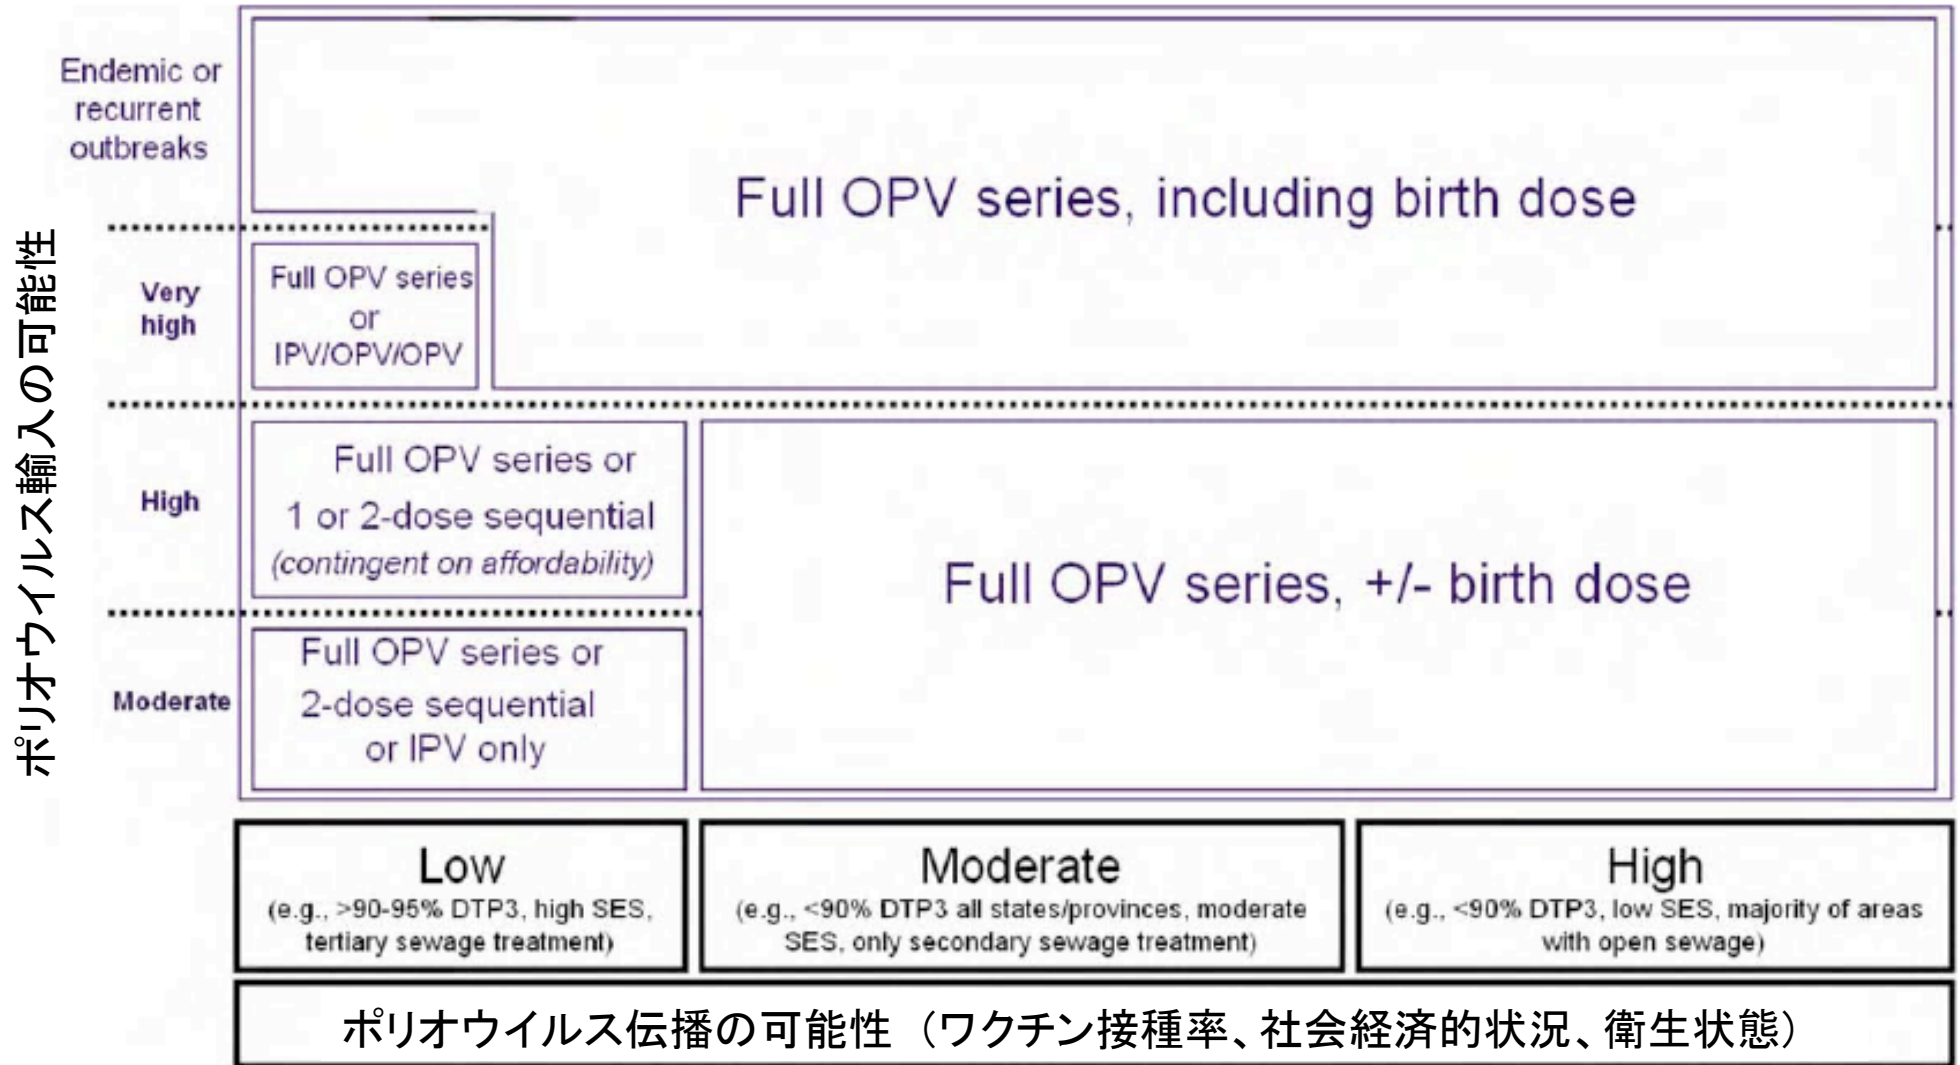 ポリオウイルス輸入の可能性
Endemic or
recurrent
outbreaks
Full OPV series, including birth dose
Very
high
Full OPV series
or
IPV/OPV/OPV
High
Full OPV series or
1 or 2-dose sequential
(contingent on affordability)
Full OPV series, +/- birth dose
Moderate
Full OPV series or
2-dose sequential
or IPV only
Low
(e.g., >90-95% DTP3, high SES,
tertiary sewage treatment)
Moderate
(e.g., <90% DTP3 all states/provinces, moderate
SES, only secondary sewage treatment)
High
(e.g., <90% DTP3, low SES, majority of areas
with open sewage)
ポリオウイルス伝播の可能性 （ワクチン接種率、社会経済的状況、衛生状態）